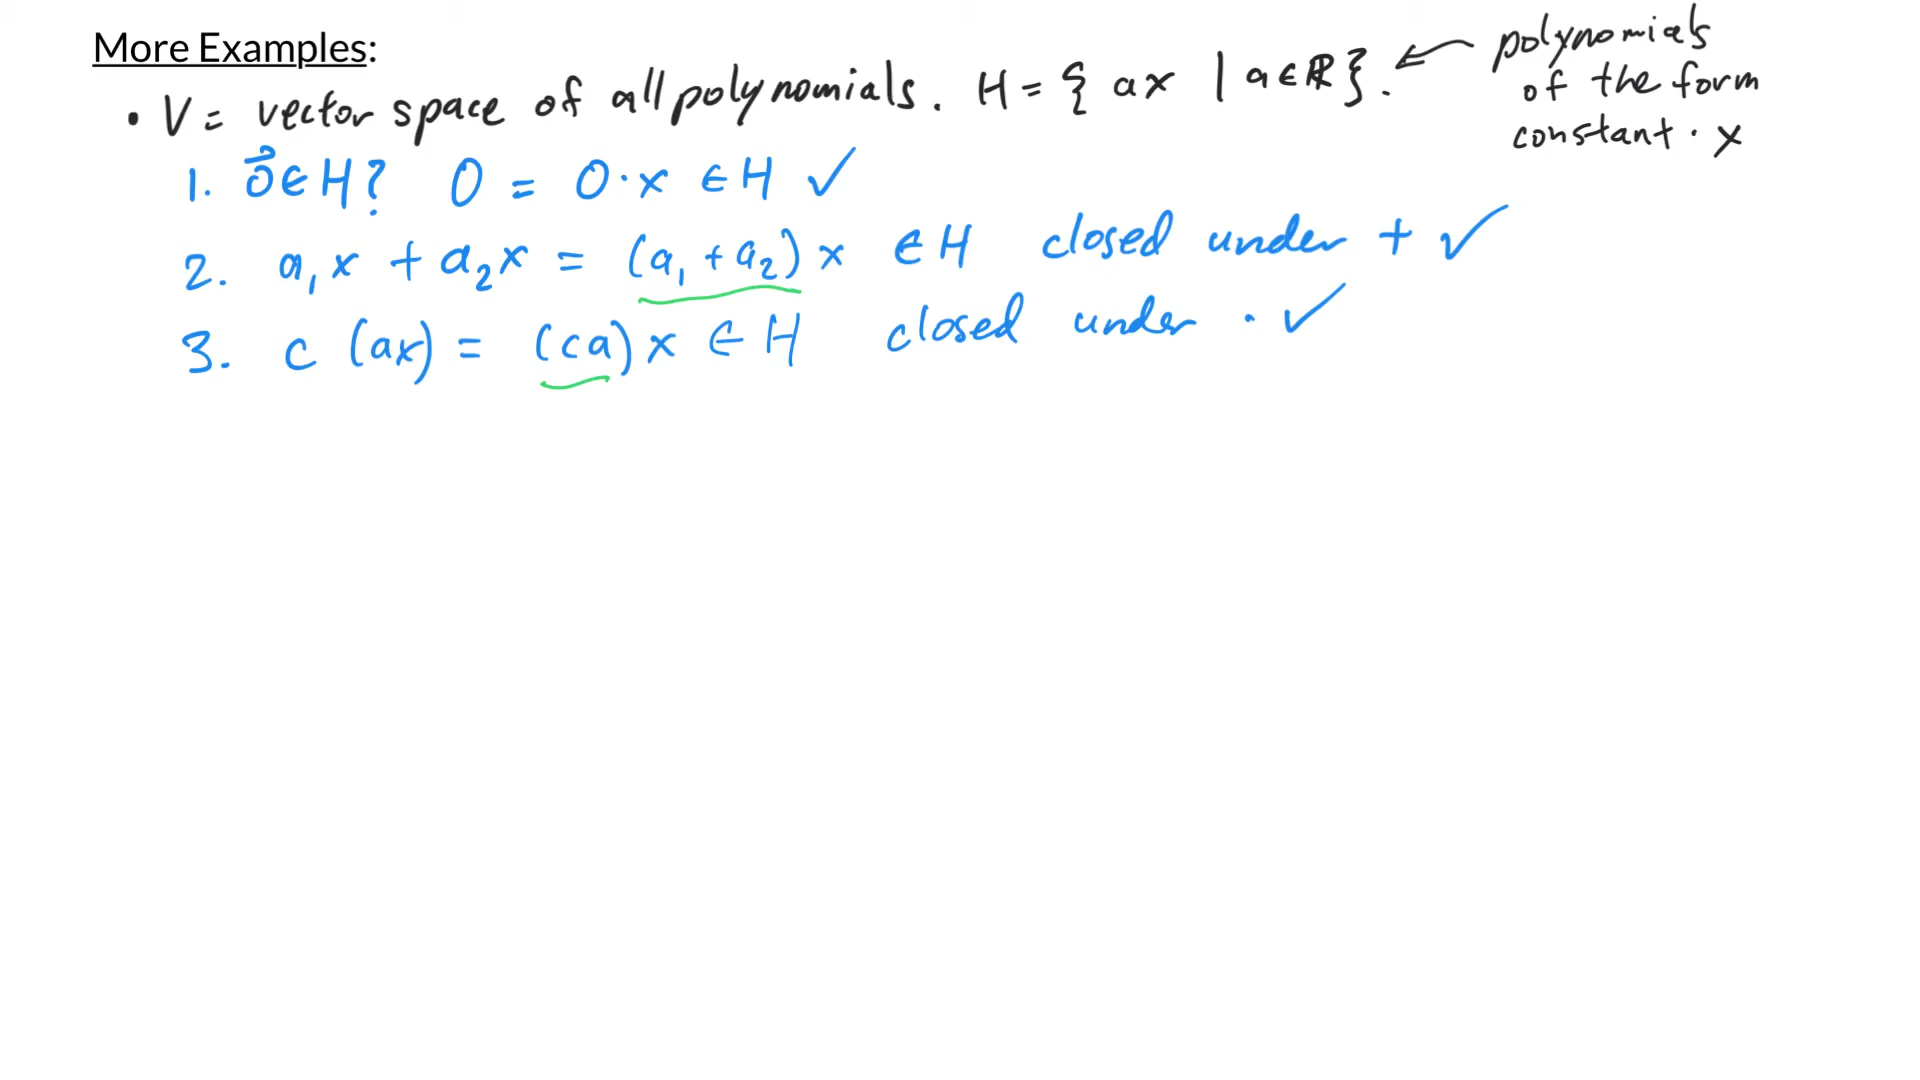 More Examples:
• V = vector space of all polynomials. H = { ax | a ∈ ℝ }. ← polynomials
of the form
constant · x
1. 0⃗ ∈ H? 0 = 0·x ∈ H ✓
2. a₁x + a₂x = (a₁ + a₂) x ∈ H closed under + ✓
3. c (ax) = (ca) x ∈ H closed under · ✓